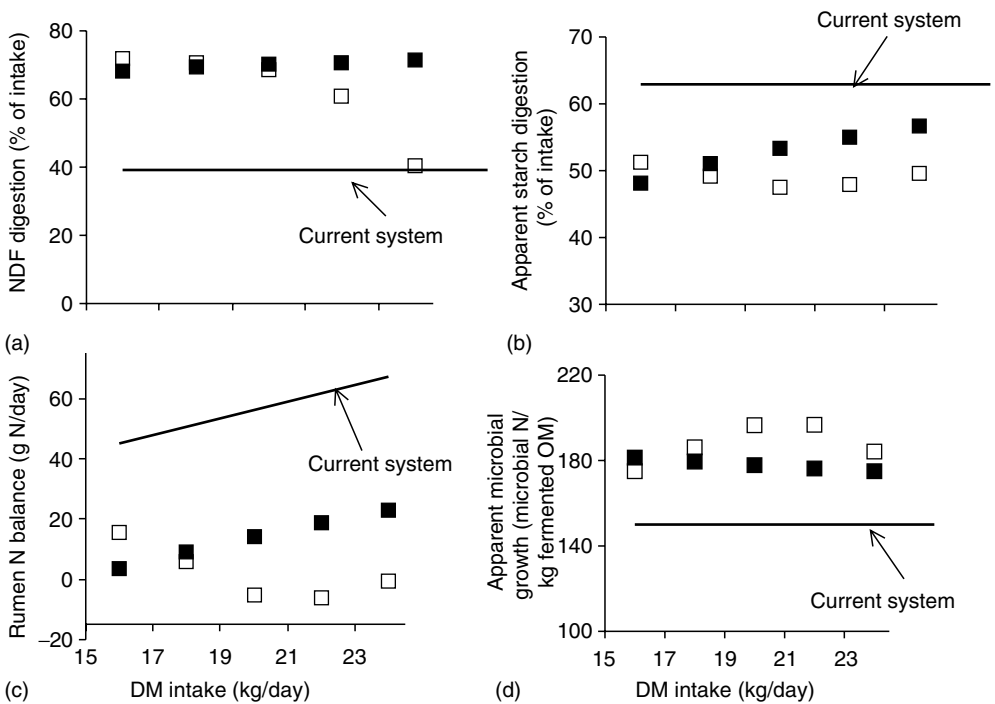 NDF digestion (% of intake)
80
60
40
20
0
Current system
(a)
Apparent starch digestion
(% of intake)
70
60
50
40
30
Current system
(b)
Rumen N balance (g N/day)
60
40
20
0
–20
15 17 19 21 23
Current system
(c)
DM intake (kg/day)
Apparent microbial
growth (microbial N/
kg fermented OM)
220
180
140
100
15 17 19 21 23
Current system
(d)
DM intake (kg/day)